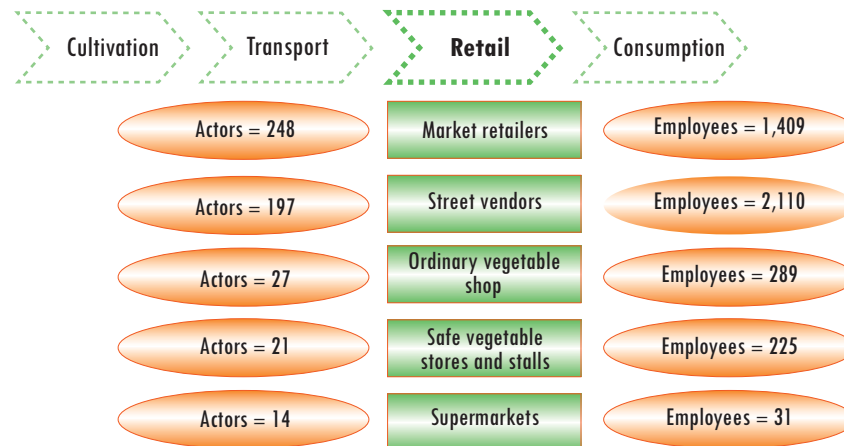 Cultivation
Transport
Retail
Consumption
Actors = 248
Market retailers
Employees = 1,409
Actors = 197
Street vendors
Employees = 2,110
Actors = 27
Ordinary vegetable
shop
Employees = 289
Actors = 21
Safe vegetable
stores and stalls
Employees = 225
Actors = 14
Supermarkets
Employees = 31